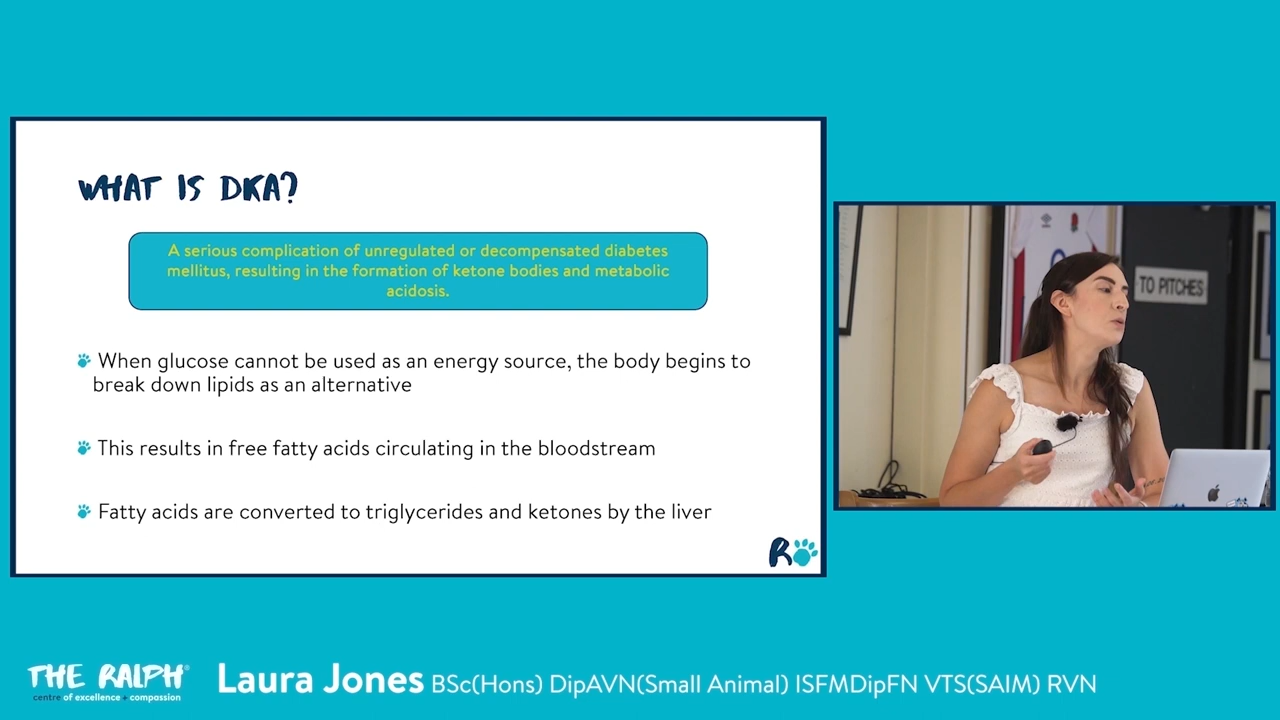 WHAT IS DKA?
A serious complication of unregulated or decompensated diabetes
mellitus, resulting in the formation of ketone bodies and metabolic
acidosis.
When glucose cannot be used as an energy source, the body begins to
break down lipids as an alternative
This results in free fatty acids circulating in the bloodstream
Fatty acids are converted to triglycerides and ketones by the liver
R
TO PITCHES
THE RALPH®
centre of excellence + compassion
Laura Jones BSc(Hons) DipAVN(Small Animal) ISFMDipFN VTS(SAIM) RVN